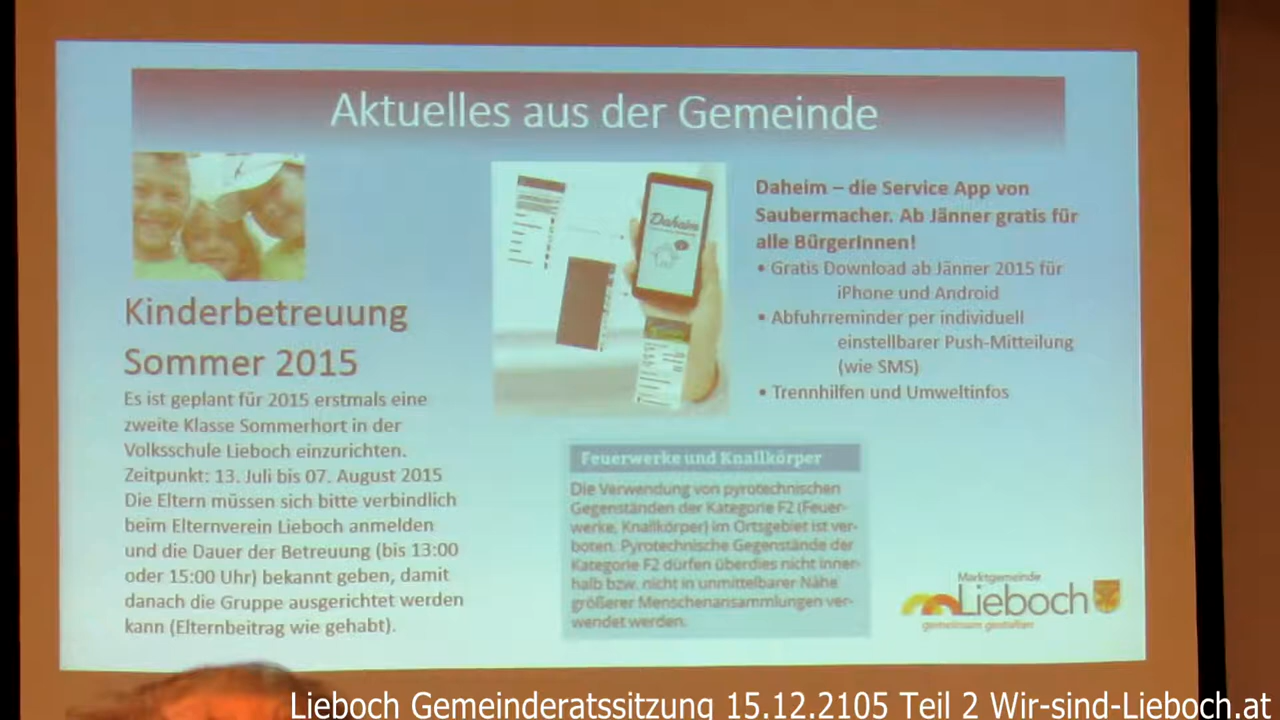 Aktuelles aus der Gemeinde
Kinderbetreuung
Sommer 2015
Es ist geplant für 2015 erstmals eine
zweite Klasse Sommerhort in der
Volksschule Lieboch einzurichten.
Zeitpunkt: 13. Juli bis 07. August 2015
Die Eltern müssen sich bitte verbindlich
beim Elternverein Lieboch anmelden
und die Dauer der Betreuung (bis 13:00
oder 15:00 Uhr) bekannt geben, damit
danach die Gruppe ausgerichtet werden
kann (Elternbeitrag wie gehabt).
Daheim
Daheim – die Service App von
Saubermacher. Ab Jänner gratis für
alle BürgerInnen!
• Gratis Download ab Jänner 2015 für
iPhone und Android
• Abfuhrreminder per individuell
einstellbarer Push-Mitteilung
(wie SMS)
• Trennhilfen und Umweltinfos
Feuerwerke und Knallkörper
Die Verwendung von pyrotechnischen
Gegenständen der Kategorie F2 (Feuer-
werke, Knallkörper) im Ortsgebiet ist ver-
boten. Pyrotechnische Gegenstände der
Kategorie F2 dürfen überdies nicht inner-
halb bzw. nicht in unmittelbarer Nähe
größerer Menschenansammlungen ver-
wendet werden.
Marktgemeinde
Lieboch
gemeinsam gestalten
Lieboch Gemeinderatssitzung 15.12.2105 Teil 2 Wir-sind-Lieboch.at